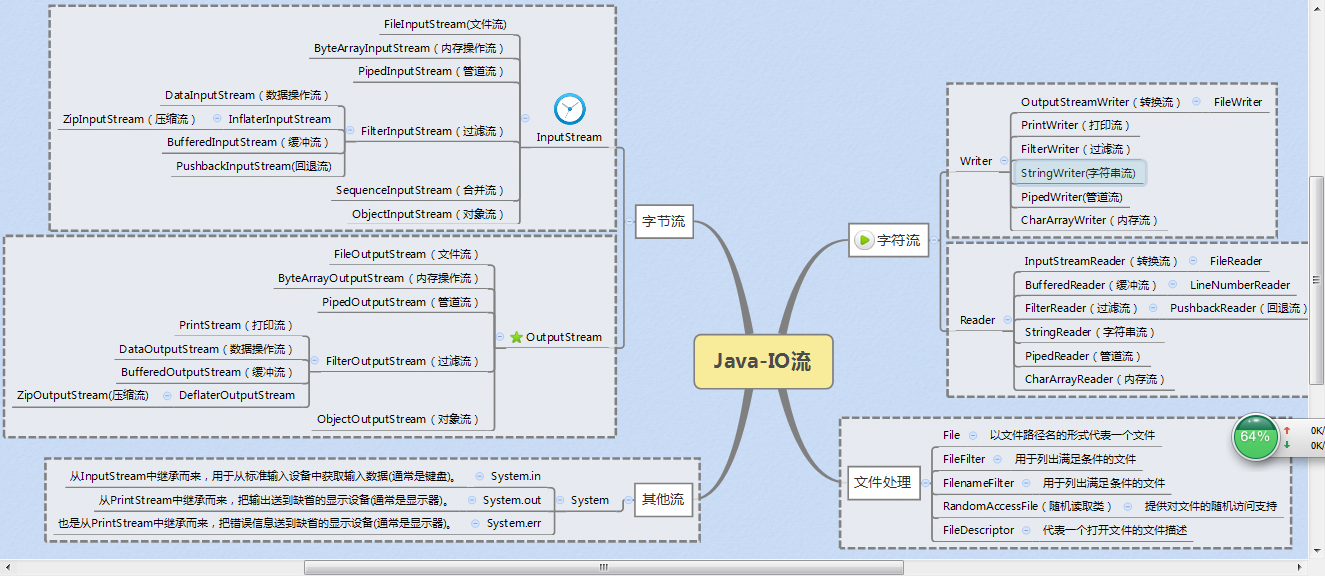 FileInputStream(文件流)
ByteArrayInputStream（内存操作流）
PipedInputStream（管道流）
DataInputStream（数据操作流）
ZipInputStream（压缩流） InflaterInputStream
BufferedInputStream（缓冲流）
PushbackInputStream(回退流)
FilterInputStream（过滤流）
SequenceInputStream（合并流）
ObjectInputStream（对象流）
InputStream
字节流
FileOutputStream（文件流）
ByteArrayOutputStream（内存操作流）
PipedOutputStream（管道流）
PrintStream（打印流）
DataOutputStream（数据操作流）
BufferedOutputStream（缓冲流）
ZipOutputStream(压缩流) DeflaterOutputStream
FilterOutputStream（过滤流）
ObjectOutputStream（对象流）
OutputStream
从InputStream中继承而来，用于从标准输入设备中获取输入数据(通常是键盘)。 System.in
从PrintStream中继承而来，把输出送到缺省的显示设备(通常是显示器)。 System.out
也是从PrintStream中继承而来，把错误信息送到缺省的显示设备(通常是显示器)。 System.err
System
其他流
Java-IO流
字符流
Writer
OutputStreamWriter（转换流） FileWriter
PrintWriter（打印流）
FilterWriter（过滤流）
StringWriter(字符串流)
PipedWriter(管道流)
CharArrayWriter（内存流）
Reader
InputStreamReader（转换流） FileReader
BufferedReader（缓冲流） LineNumberReader
FilterReader（过滤流） PushbackReader（回退流）
StringReader（字符串流）
PipedReader（管道流）
CharArrayReader（内存流）
文件处理
File 以文件路径名的形式代表一个文件
FileFilter 用于列出满足条件的文件
FilenameFilter 用于列出满足条件的文件
RandomAccessFile（随机读取类） 提供对文件的随机访问支持
FileDescriptor 代表一个打开文件的文件描述
64%
0K/
0K/